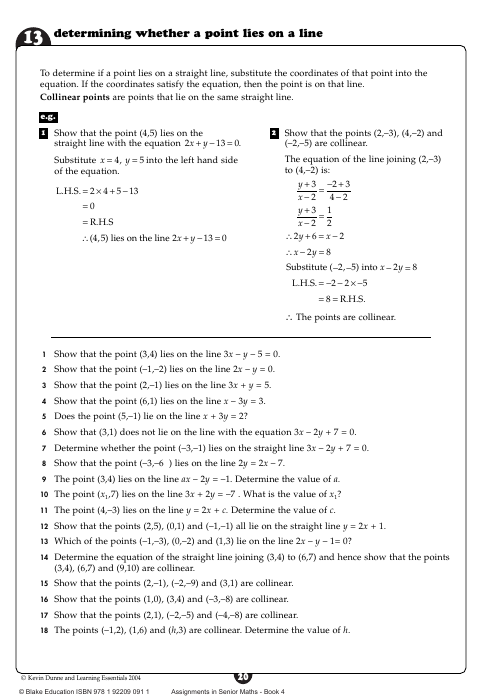 13 determining whether a point lies on a line
To determine if a point lies on a straight line, substitute the coordinates of that point into the
equation. If the coordinates satisfy the equation, then the point is on that line.
Collinear points are points that lie on the same straight line.
e.g.
1 Show that the point (4,5) lies on the
straight line with the equation 2x + y − 13 = 0.
Substitute x = 4, y = 5 into the left hand side
of the equation.
L.H.S. = 2 × 4 + 5 − 13
= 0
= R.H.S
∴ (4,5) lies on the line 2x + y − 13 = 0
2 Show that the points (2,−3), (4,−2) and
(−2,−5) are collinear.
The equation of the line joining (2,−3)
to (4,−2) is:
(y + 3)/(x − 2) = (−2 + 3)/(4 − 2)
(y + 3)/(x − 2) = 1/2
∴ 2y + 6 = x − 2
∴ x − 2y = 8
Substitute (−2,−5) into x − 2y = 8
L.H.S. = −2 − 2 × −5
= 8 = R.H.S.
∴ The points are collinear.
1 Show that the point (3,4) lies on the line 3x − y − 5 = 0.
2 Show that the point (−1,−2) lies on the line 2x − y = 0.
3 Show that the point (2,−1) lies on the line 3x + y = 5.
4 Show that the point (6,1) lies on the line x − 3y = 3.
5 Does the point (5,−1) lie on the line x + 3y = 2?
6 Show that (3,1) does not lie on the line with the equation 3x − 2y + 7 = 0.
7 Determine whether the point (−3,−1) lies on the straight line 3x − 2y + 7 = 0.
8 Show that the point (−3,−6 ) lies on the line 2y = 2x − 7.
9 The point (3,4) lies on the line ax − 2y = −1. Determine the value of a.
10 The point (x₁,7) lies on the line 3x + 2y = −7 . What is the value of x₁?
11 The point (4,−3) lies on the line y = 2x + c. Determine the value of c.
12 Show that the points (2,5), (0,1) and (−1,−1) all lie on the straight line y = 2x + 1.
13 Which of the points (−1,−3), (0,−2) and (1,3) lie on the line 2x − y − 1= 0?
14 Determine the equation of the straight line joining (3,4) to (6,7) and hence show that the points
(3,4), (6,7) and (9,10) are collinear.
15 Show that the points (2,−1), (−2,−9) and (3,1) are collinear.
16 Show that the points (1,0), (3,4) and (−3,−8) are collinear.
17 Show that the points (2,1), (−2,−5) and (−4,−8) are collinear.
18 The points (−1,2), (1,6) and (h,3) are collinear. Determine the value of h.
© Kevin Dunne and Learning Essentials 2004
20
© Blake Education ISBN 978 1 92209 091 1 Assignments in Senior Maths - Book 4